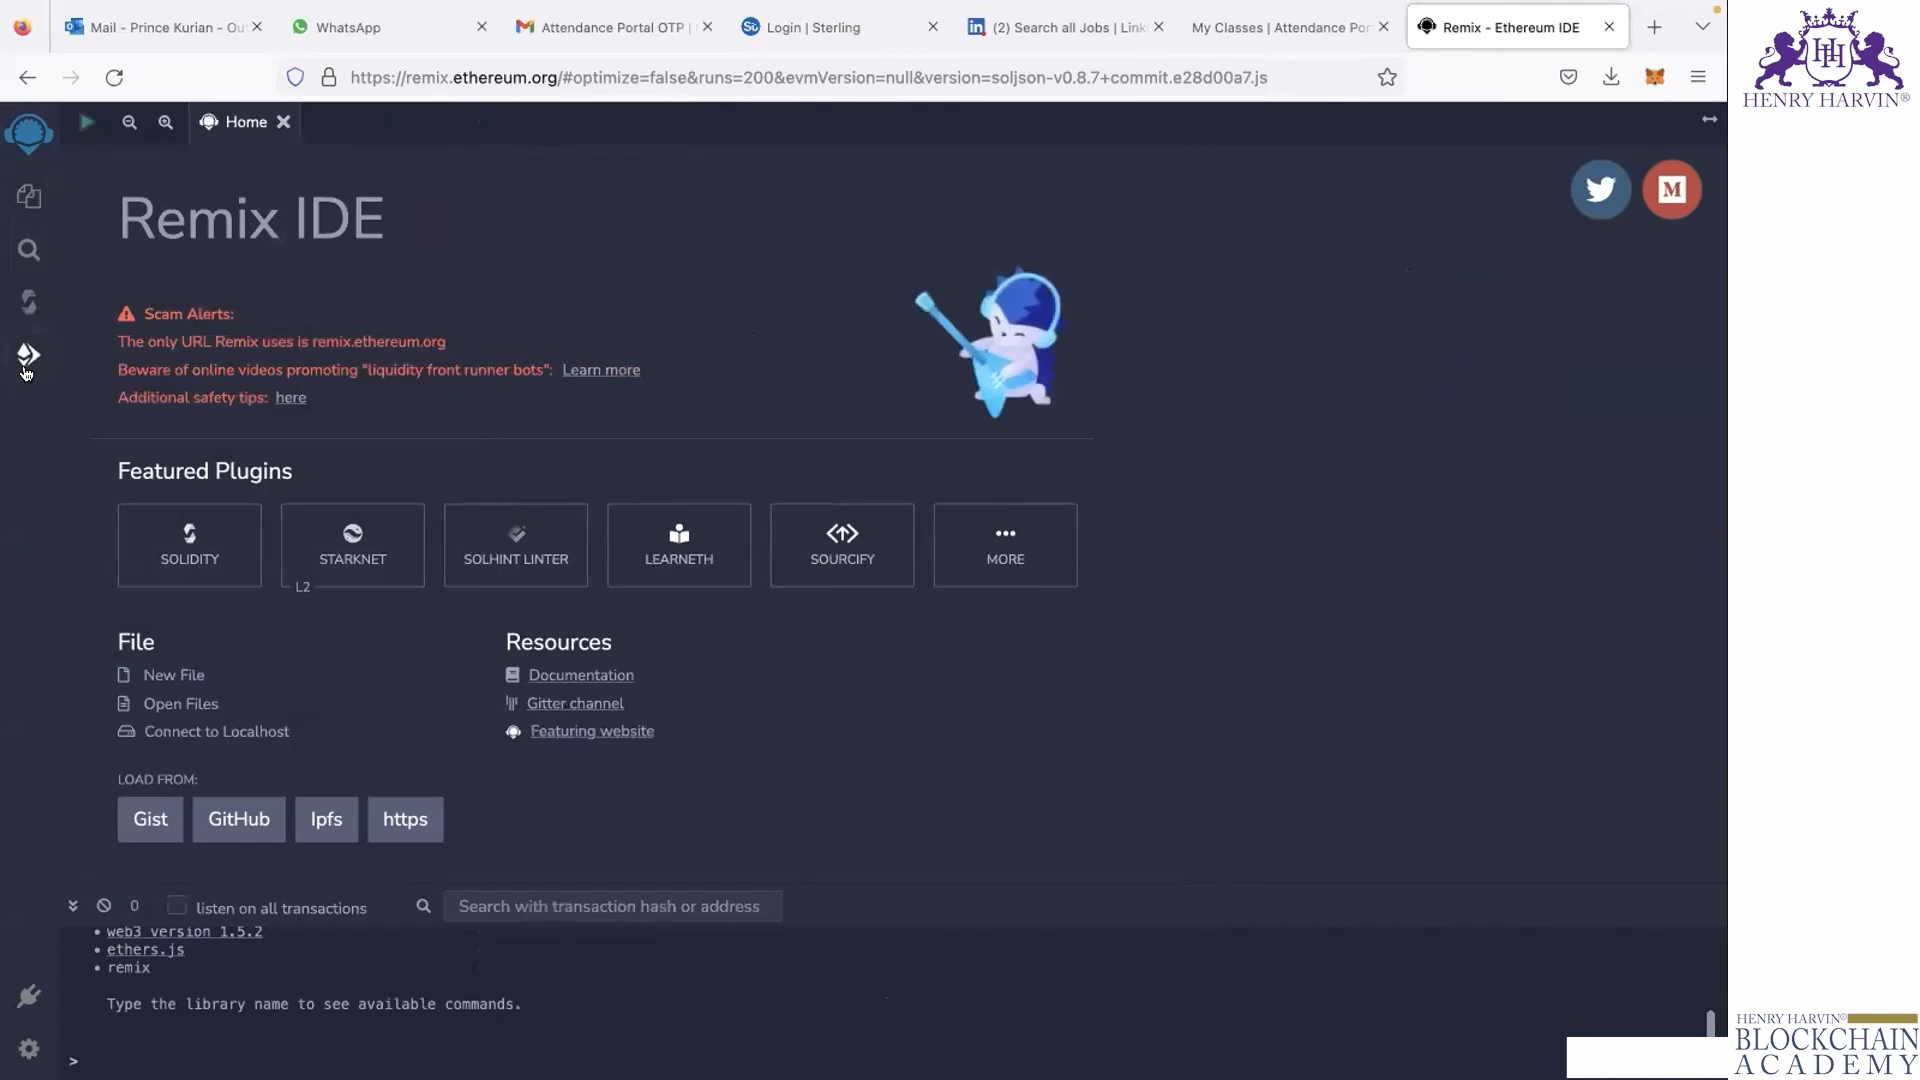 Mail - Prince Kurian - Ou
WhatsApp
Attendance Portal OTP |
Login | Sterling
(2) Search all Jobs | Link
My Classes | Attendance Por
Remix - Ethereum IDE
https://remix.ethereum.org/#optimize=false&runs=200&evmVersion=null&version=soljson-v0.8.7+commit.e28d00a7.js
HENRY HARVIN®
Home
Remix IDE
M
Scam Alerts:
The only URL Remix uses is remix.ethereum.org
Beware of online videos promoting "liquidity front runner bots": Learn more
Additional safety tips: here
Featured Plugins
SOLIDITY
STARKNET
L2
SOLHINT LINTER
LEARNETH
SOURCIFY
MORE
File
New File
Open Files
Connect to Localhost
Resources
Documentation
Gitter channel
Featuring website
LOAD FROM:
Gist GitHub Ipfs https
0 listen on all transactions Search with transaction hash or address
• web3 version 1.5.2
• ethers.js
• remix
Type the library name to see available commands.
>
HENRY HARVIN®
BLOCKCHAIN
ACADEMY